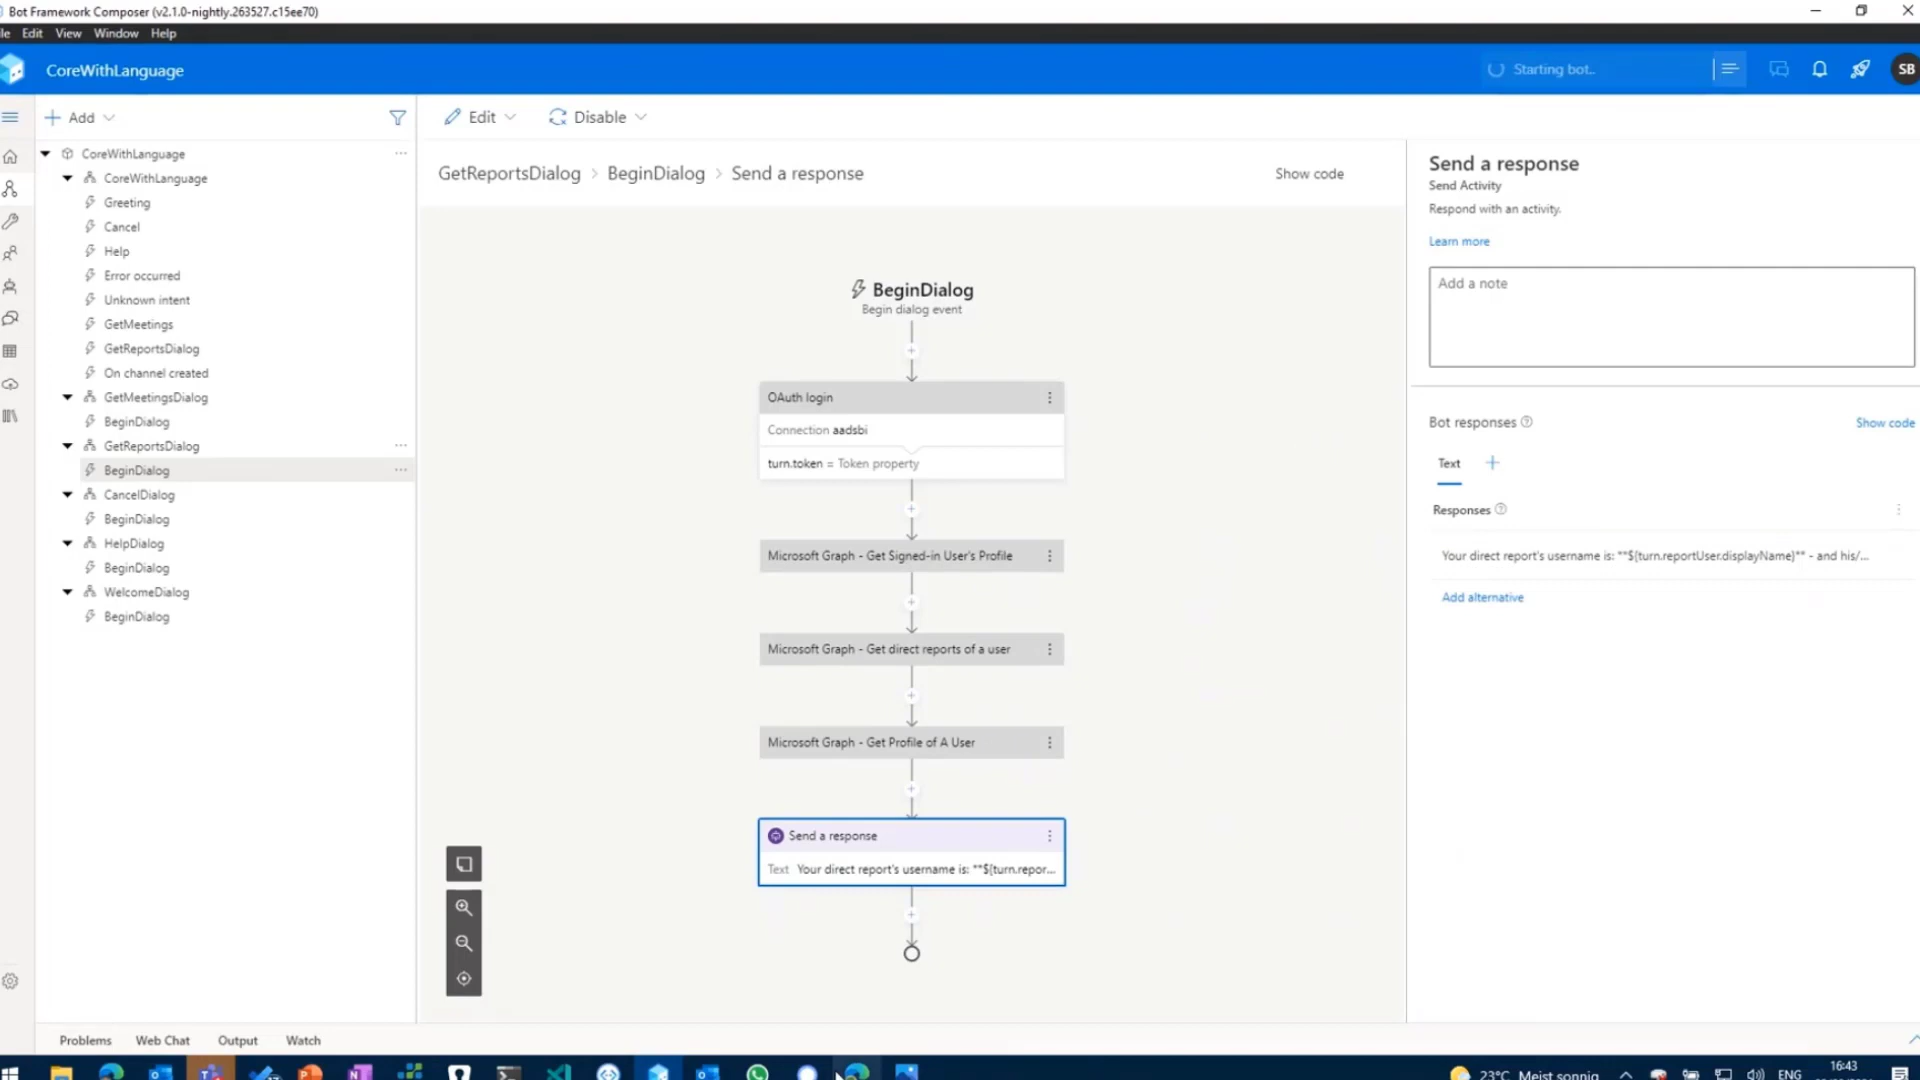 Bot Framework Composer (v2.1.0-nightly.263527.c15ee70)
Edit View Window Help
CoreWithLanguage
Starting bot..
SB
Add
Edit
Disable
CoreWithLanguage
CoreWithLanguage
Greeting
Cancel
Help
Error occurred
Unknown intent
GetMeetings
GetReportsDialog
On channel created
GetMeetingsDialog
BeginDialog
GetReportsDialog
BeginDialog
CancelDialog
BeginDialog
HelpDialog
BeginDialog
WelcomeDialog
BeginDialog
GetReportsDialog > BeginDialog > Send a response
Show code
BeginDialog
Begin dialog event
OAuth login
Connection aadsbi
turn.token = Token property
Microsoft Graph - Get Signed-in User's Profile
Microsoft Graph - Get direct reports of a user
Microsoft Graph - Get Profile of A User
Send a response
Text Your direct report's username is: **${turn.repor...
Send a response
Send Activity
Respond with an activity.
Learn more
Add a note
Bot responses
Show code
Text
Responses
Your direct report's username is: **${turn.reportUser.displayName}** - and his/...
Add alternative
Problems Web Chat Output Watch
23°C Meist sonnig
ENG
16:43